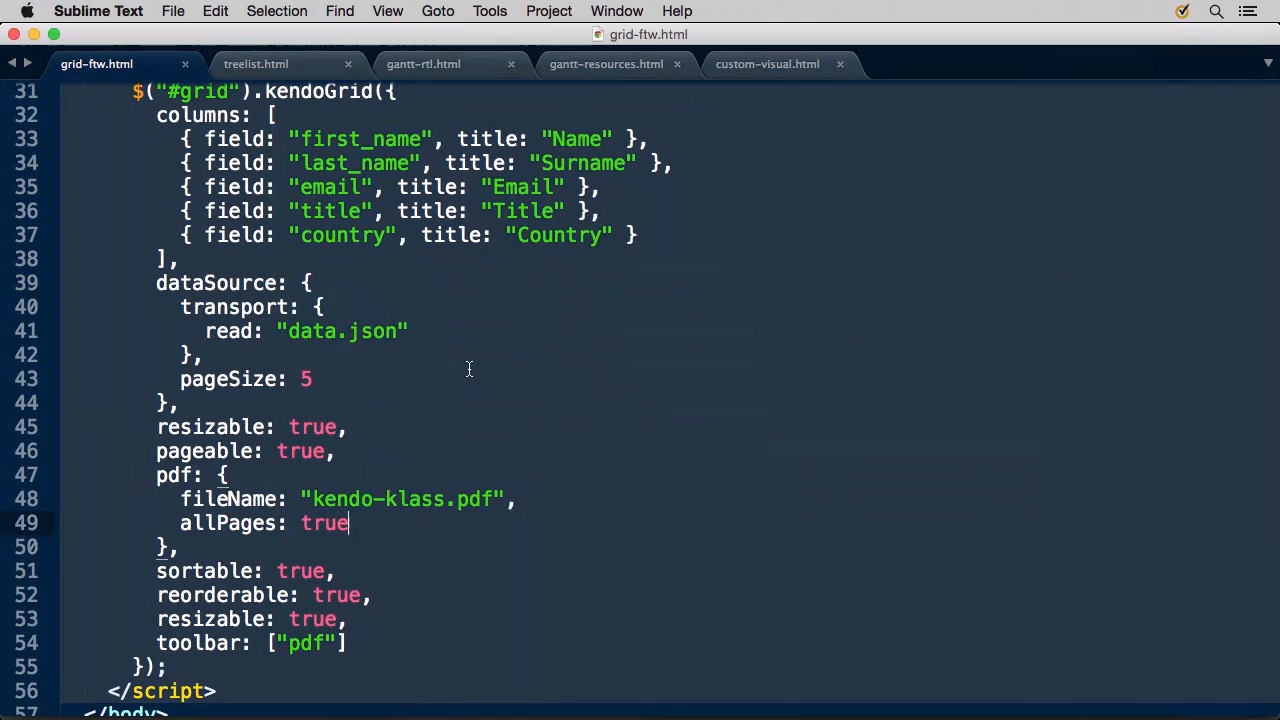 Sublime Text File Edit Selection Find View Goto Tools Project Window Help
grid-ftw.html
grid-ftw.html treelist.html gantt-rtl.html gantt-resources.html custom-visual.html
31 $("#grid").kendoGrid({
32 columns: [
33 { field: "first_name", title: "Name" },
34 { field: "last_name", title: "Surname" },
35 { field: "email", title: "Email" },
36 { field: "title", title: "Title" },
37 { field: "country", title: "Country" }
38 ],
39 dataSource: {
40 transport: {
41 read: "data.json"
42 },
43 pageSize: 5
44 },
45 resizable: true,
46 pageable: true,
47 pdf: {
48 fileName: "kendo-klass.pdf",
49 allPages: true
50 },
51 sortable: true,
52 reorderable: true,
53 resizable: true,
54 toolbar: ["pdf"]
55 });
56 </script>
57 </body>